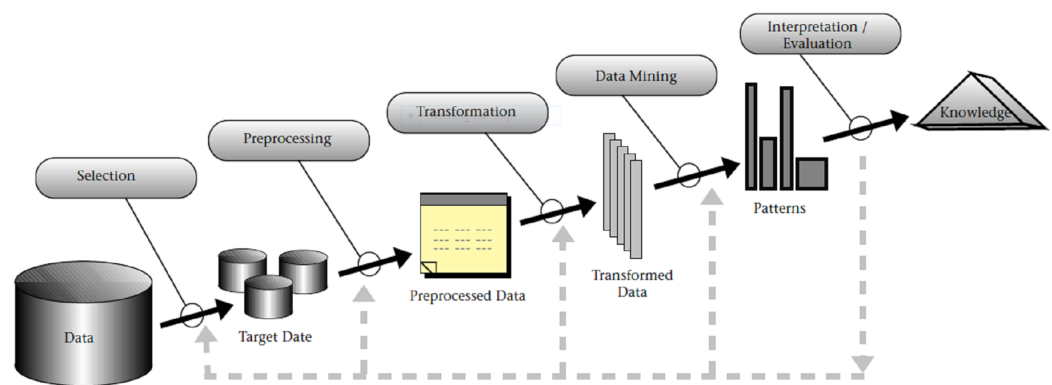 Interpretation /
Evaluation
Data Mining
Transformation
Preprocessing
Selection
Knowledge
Patterns
Transformed
Data
Preprocessed Data
Target Date
Data